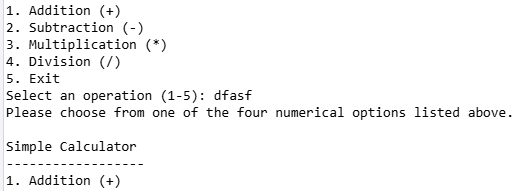 1. Addition (+)
2. Subtraction (-)
3. Multiplication (*)
4. Division (/)
5. Exit
Select an operation (1-5): dfasf
Please choose from one of the four numerical options listed above.
Simple Calculator
------------------
1. Addition (+)